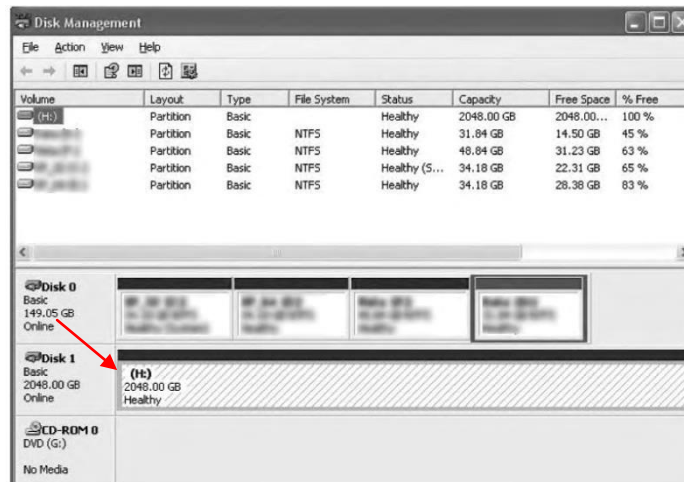 Disk Management
File Action View Help
Volume Layout Type File System Status Capacity Free Space % Free
(H:) Partition Basic Healthy 2048.00 GB 2048.00... 100 %
Partition Basic NTFS Healthy 31.84 GB 14.50 GB 45 %
Partition Basic NTFS Healthy 48.84 GB 31.23 GB 63 %
Partition Basic NTFS Healthy (S... 34.18 GB 22.31 GB 65 %
Partition Basic NTFS Healthy 34.18 GB 28.38 GB 83 %
Disk 0
Basic
149.05 GB
Online
Disk 1
Basic
2048.00 GB
Online
(H:)
2048.00 GB
Healthy
CD-ROM 0
DVD (G:)
No Media